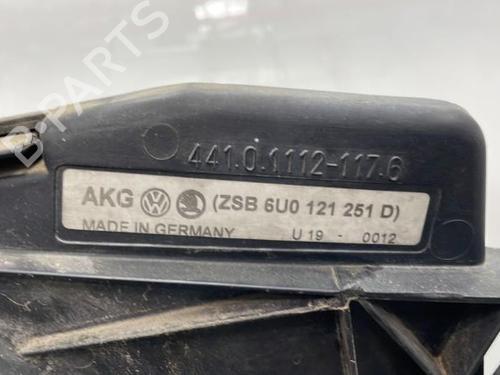 B-PARTS
441.0.1112-117.6
AKG (ZSB 6U0 121 251 D)
MADE IN GERMANY U 19 - 0012